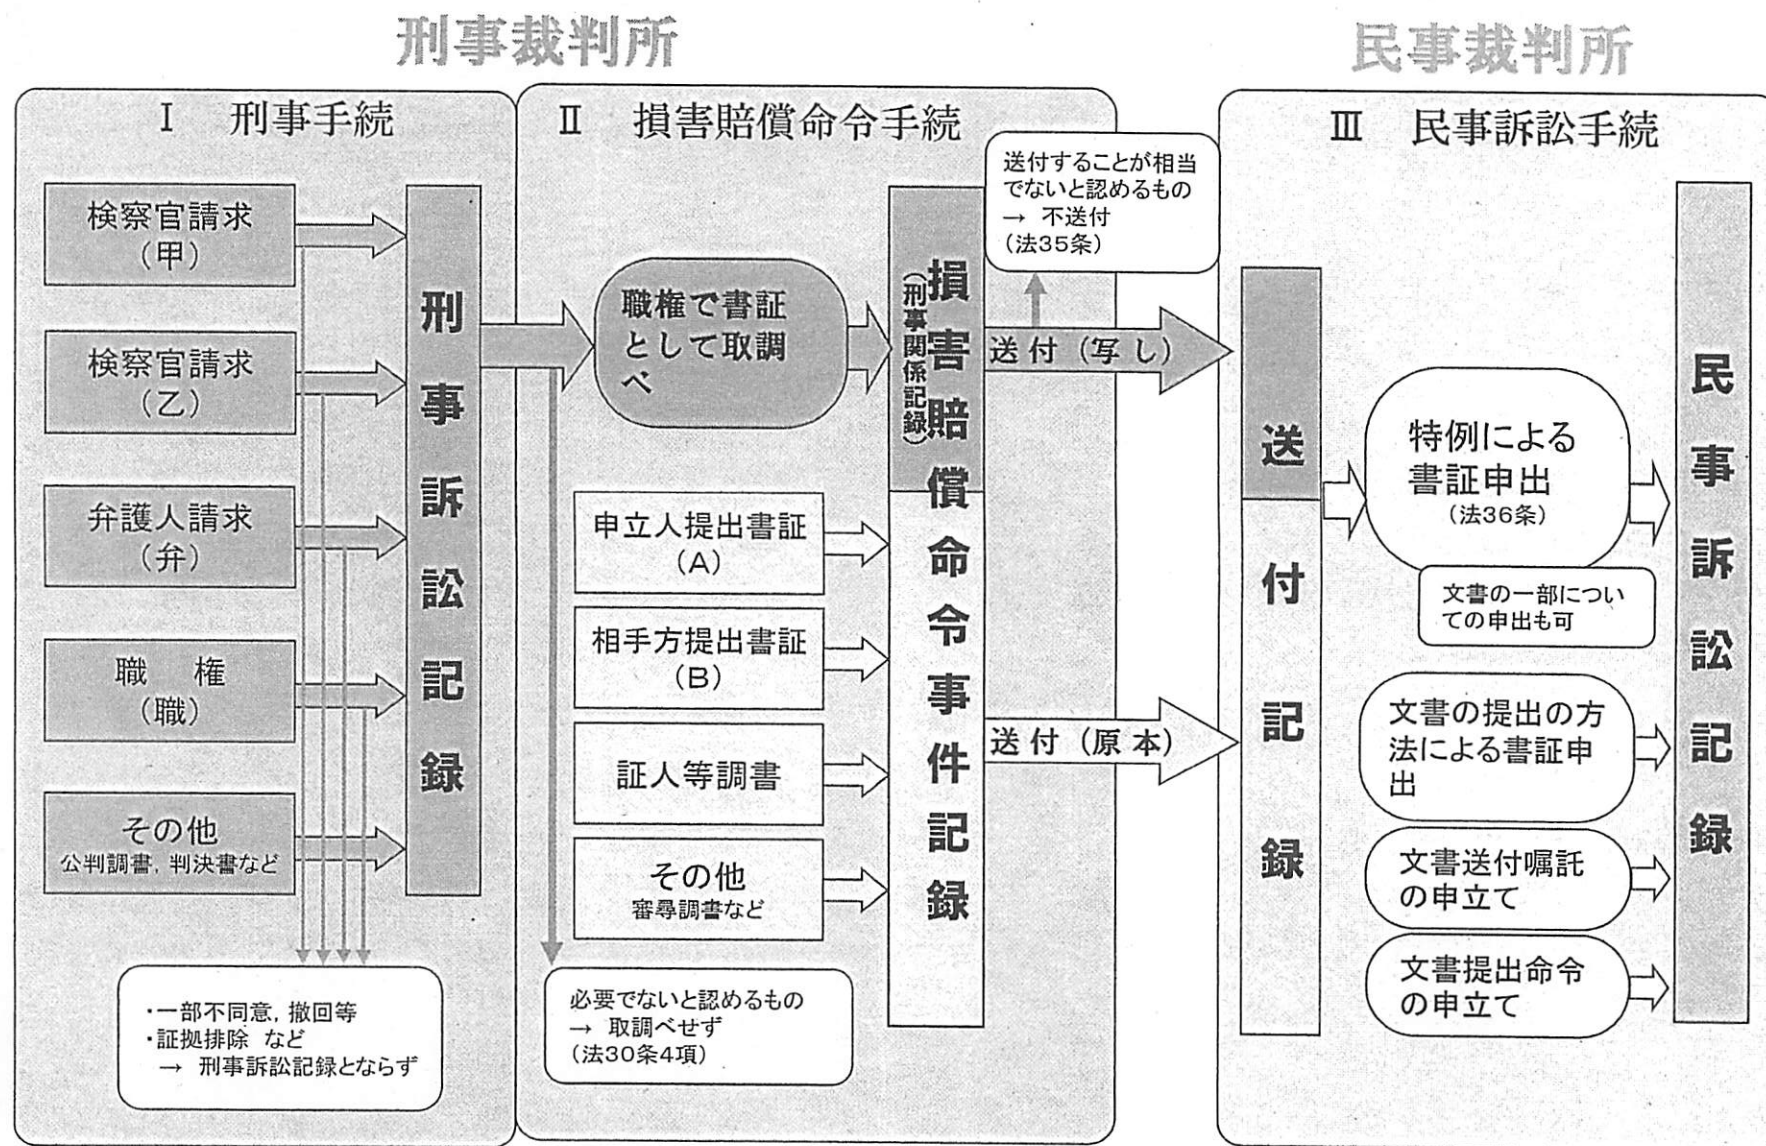 刑事裁判所
民事裁判所
Ⅰ　刑事手続
検察官請求
（甲）
検察官請求
（乙）
弁護人請求
（弁）
職　権
（職）
その他
公判調書，判決書など
刑事訴訟記録
・一部不同意，撤回等
・証拠排除 など
→ 刑事訴訟記録とならず
Ⅱ　損害賠償命令手続
職権で書証
として取調
べ
申立人提出書証
（Ａ）
相手方提出書証
（Ｂ）
証人等調書
その他
審尋調書など
必要でないと認めるもの
→ 取調べせず
（法30条4項）
損害賠償命令事件記録
（刑事関係記録）
送付することが相当
でないと認めるもの
→ 不送付
（法35条）
送付（写し）
送付（原本）
Ⅲ　民事訴訟手続
送付記録
特例による
書証申出
（法36条）
文書の一部につい
ての申出も可
文書の提出の方
法による書証申
出
文書送付嘱託
の申立て
文書提出命令
の申立て
民事訴訟記録